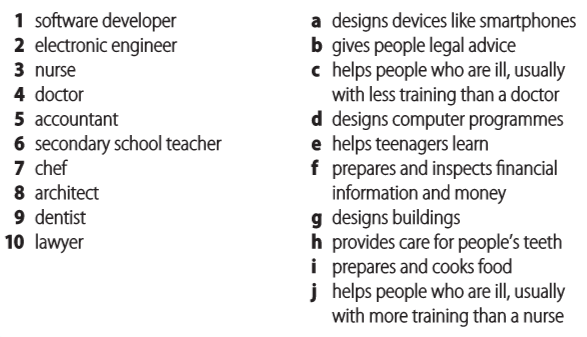 1 software developer
2 electronic engineer
3 nurse
4 doctor
5 accountant
6 secondary school teacher
7 chef
8 architect
9 dentist
10 lawyer
a designs devices like smartphones
b gives people legal advice
c helps people who are ill, usually
with less training than a doctor
d designs computer programmes
e helps teenagers learn
f prepares and inspects financial
information and money
g designs buildings
h provides care for people's teeth
i prepares and cooks food
j helps people who are ill, usually
with more training than a nurse